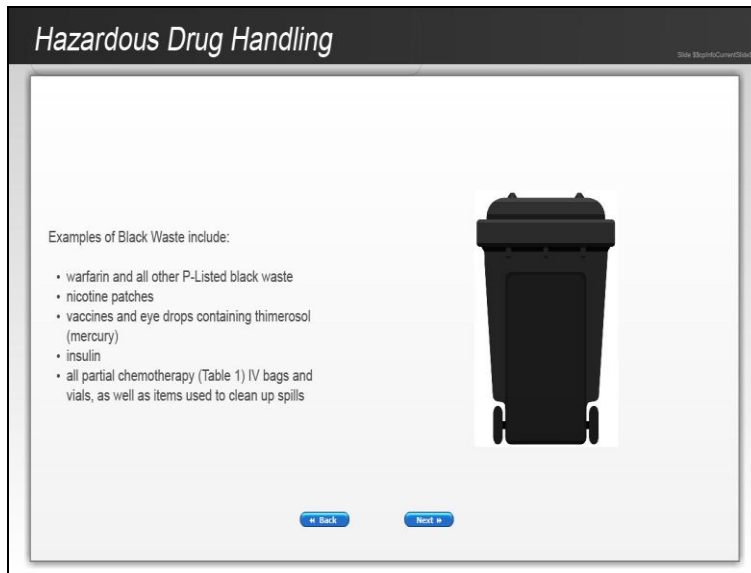 Hazardous Drug Handling
Examples of Black Waste include:
• warfarin and all other P-Listed black waste
• nicotine patches
• vaccines and eye drops containing thimerosol
(mercury)
• insulin
• all partial chemotherapy (Table 1) IV bags and
vials, as well as items used to clean up spills
Back
Next